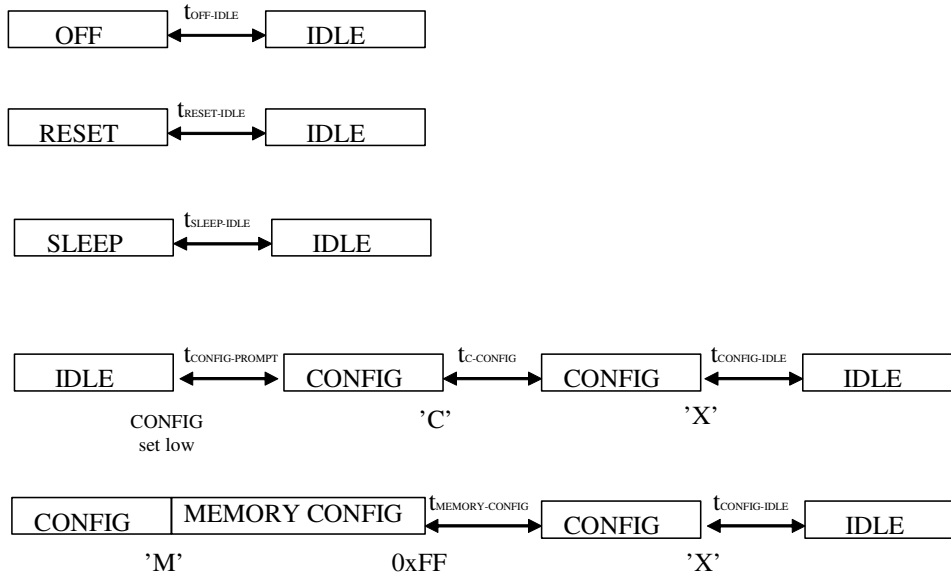 tOFF-IDLE
OFF IDLE
tRESET-IDLE
RESET IDLE
tSLEEP-IDLE
SLEEP IDLE
tCONFIG-PROMPT tC-CONFIG tCONFIG-IDLE
IDLE CONFIG CONFIG IDLE
CONFIG
set low
’C’ ’X’
tMEMORY-CONFIG tCONFIG-IDLE
CONFIG MEMORY CONFIG CONFIG IDLE
’M’ 0xFF ’X’